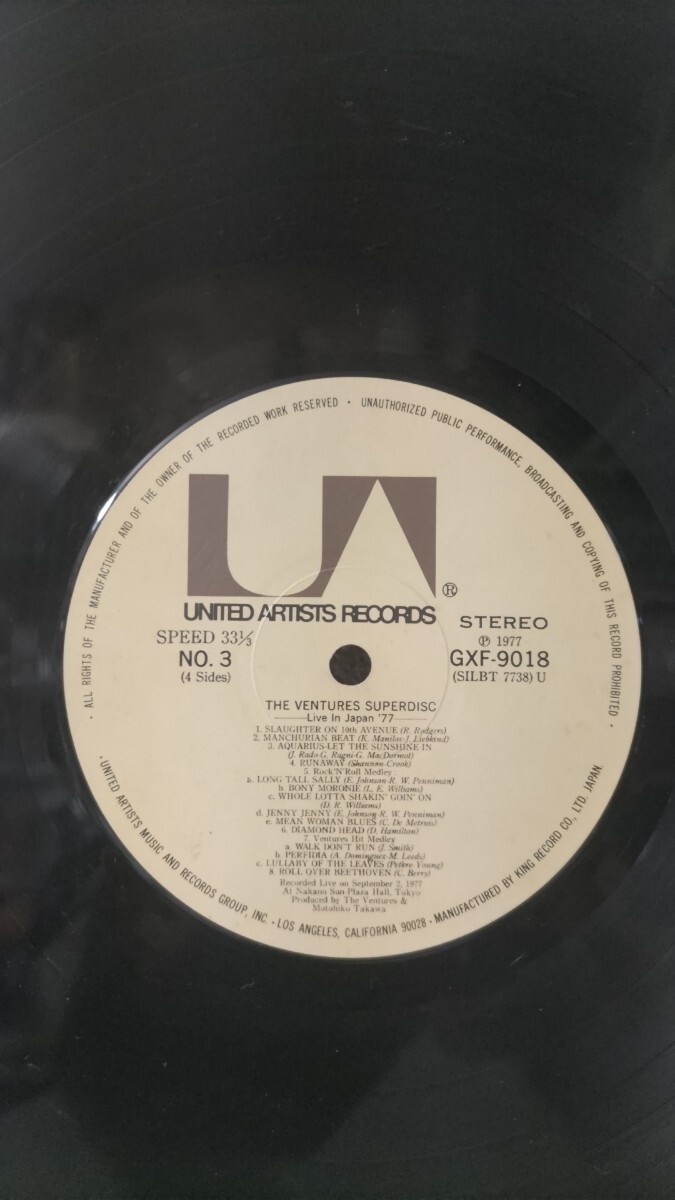 · ALL RIGHTS OF THE MANUFACTURER AND OF THE OWNER OF THE RECORDED WORK RESERVED · UNAUTHORIZED PUBLIC PERFORMANCE, BROADCASTING AND COPYING OF THIS RECORD PROHIBITED ·
UA ®
UNITED ARTISTS RECORDS
STEREO
SPEED 33⅓
℗ 1977
NO. 3
GXF-9018
(4 Sides)
(SILBT 7738) U
THE VENTURES SUPERDISC
Live In Japan '77
1. SLAUGHTER ON 10th AVENUE (R. Rodgers)
2. MANCHURIAN BEAT (K. Manilov-J. Liebkind)
3. AQUARIUS-LET THE SUNSHINE IN
(J. Rado-G. Ragni-G. MacDermot)
4. RUNAWAY (Shannon-Crook)
5. Rock'N'Roll Medley
a. LONG TALL SALLY (E. Johnson-R. W. Penniman)
b. BONY MORONIE (L. E. Williams)
c. WHOLE LOTTA SHAKIN' GOIN' ON
(D. R. Williams)
d. JENNY JENNY (E. Johnson-R. W. Penniman)
e. MEAN WOMAN BLUES (C. De Metrus)
6. DIAMOND HEAD (D. Hamilton)
7. Ventures Hit Medley
a. WALK DON'T RUN (J. Smith)
b. PERFIDIA (A. Dominguez-M. Leeds)
c. LULLABY OF THE LEAVES (Petkre-Young)
8. ROLL OVER BEETHOVEN (C. Berry)
Recorded Live on September 2, 1977
At Nakano Sun Plaza Hall, Tokyo
Produced by The Ventures &
Motohiko Takawa
· UNITED ARTISTS MUSIC AND RECORDS GROUP, INC. · LOS ANGELES, CALIFORNIA 90028 · MANUFACTURED BY KING RECORD CO., LTD. JAPAN.